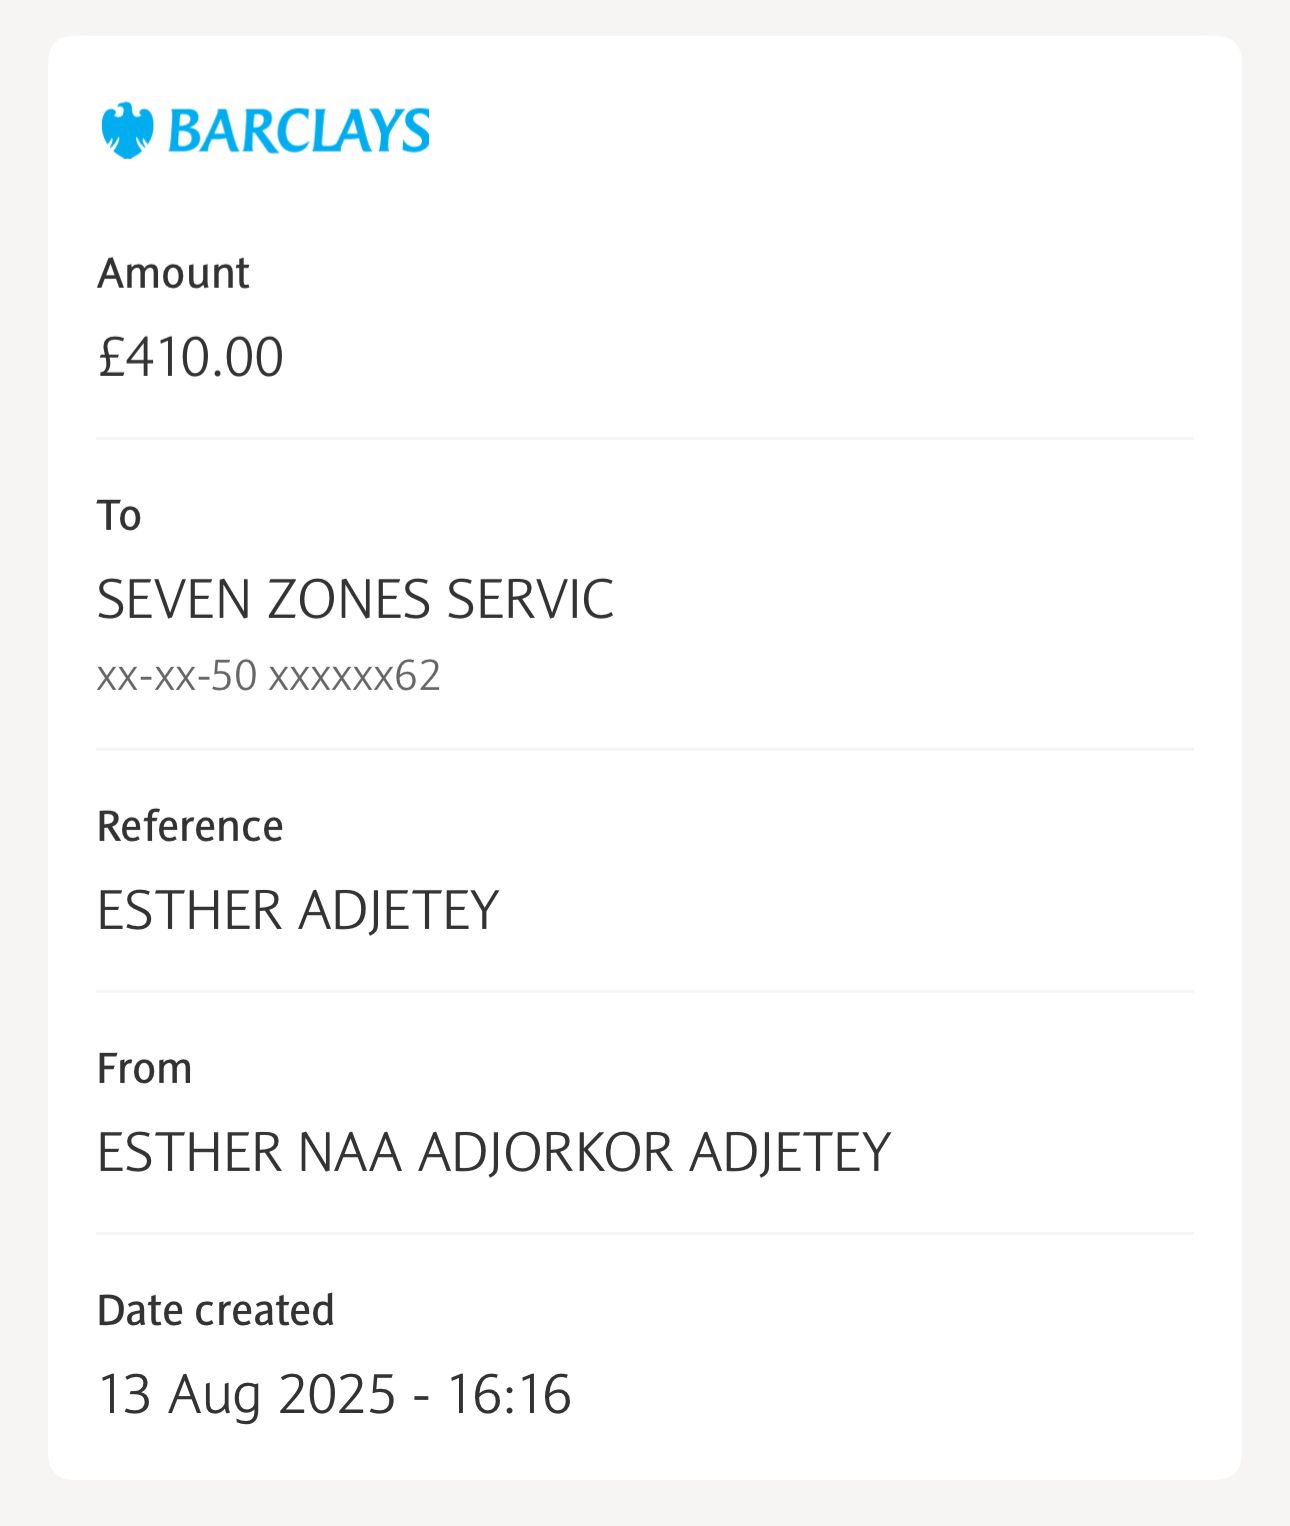 BARCLAYS
Amount
£410.00
To
SEVEN ZONES SERVIC
xx-xx-50 xxxxxx62
Reference
ESTHER ADJETEY
From
ESTHER NAA ADJORKOR ADJETEY
Date created
13 Aug 2025 - 16:16